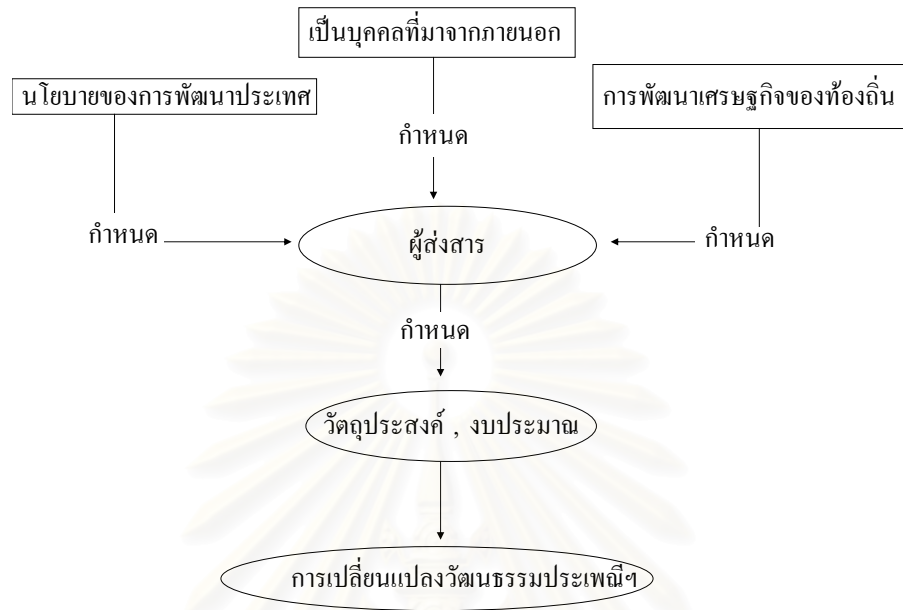 เป็นบุคคลที่มาจากภายนอก
นโยบายของการพัฒนาประเทศ
การพัฒนาเศรษฐกิจของท้องถิ่น
กำหนด
กำหนด
กำหนด
ผู้ส่งสาร
กำหนด
วัตถุประสงค์ , งบประมาณ
การเปลี่ยนแปลงวัฒนธรรมประเพณีฯ